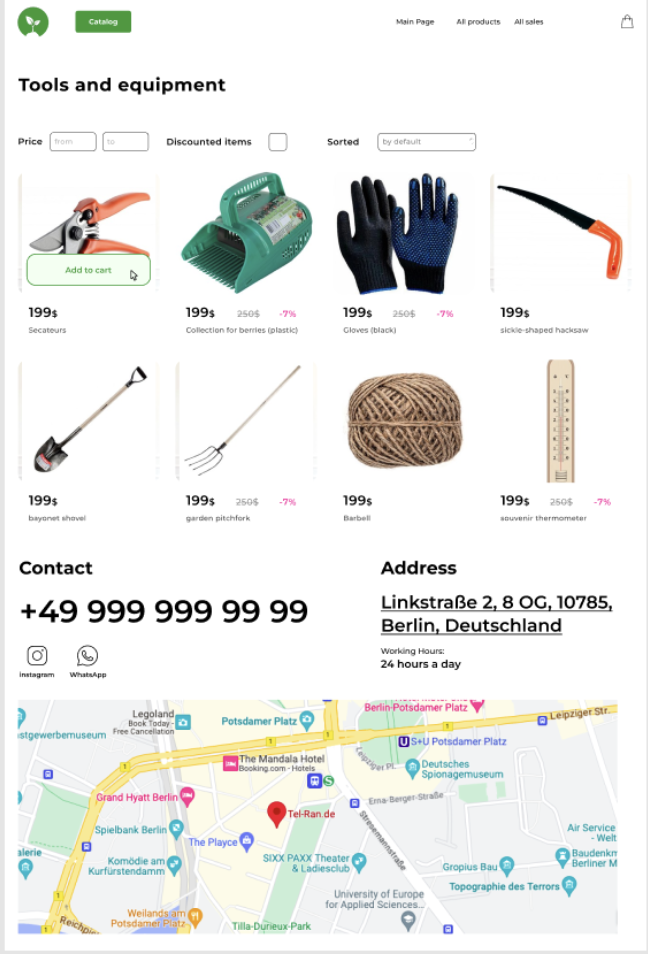 Catalog
Main Page
All products
All sales
Tools and equipment
Price
from
to
Discounted items
Sorted
by default
Add to cart
199$
Secateurs
199$ 250$ -7%
Collection for berries (plastic)
199$ 250$ -7%
Gloves (black)
199$
sickle-shaped hacksaw
199$
bayonet shovel
199$ 250$ -7%
garden pitchfork
199$
Barbell
199$ 250$ -7%
souvenir thermometer
Contact
+49 999 999 99 99
Instagram
WhatsApp
Address
Linkstraße 2, 8 OG, 10785,
Berlin, Deutschland
Working Hours:
24 hours a day
Legoland
Book Today -
Free Cancellation
Potsdamer Platz
Berlin Potsdamer Platz
Leipziger Str.
stgewerbemuseum
1
1
1
S+U Potsdamer Platz
The Mandala Hotel
Booking.com - Hotels
Leipziger Pl.
Deutsches
Spionagemuseum
Grand Hyatt Berlin
Erna-Berger-Straße
Tel-Ran.de
Stresemannstraße
Spielbank Berlin
The Playce
Air Service
- Welt
alerie
Komödie am
Kurfürstendamm
SIXX PAXX Theater
& Ladiesclub
Gropius Bau
Baudenkm
Berliner M
Topographie des Terrors
1
University of Europe
for Applied Sciences...
Weilands am
Potsdamer Platz
Tilla-Durieux-Park
Reichpi
1